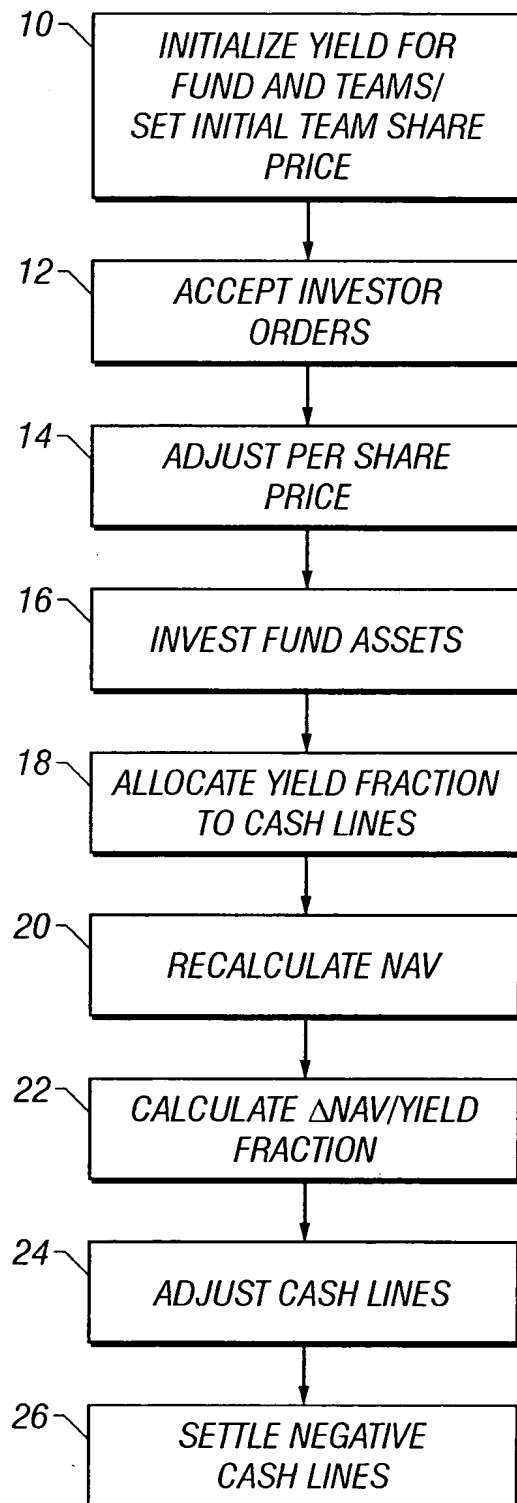 10
INITIALIZE YIELD FOR
FUND AND TEAMS/
SET INITIAL TEAM SHARE
PRICE
12
ACCEPT INVESTOR
ORDERS
14
ADJUST PER SHARE
PRICE
16
INVEST FUND ASSETS
18
ALLOCATE YIELD FRACTION
TO CASH LINES
20
RECALCULATE NAV
22
CALCULATE ΔNAV/YIELD
FRACTION
24
ADJUST CASH LINES
26
SETTLE NEGATIVE
CASH LINES